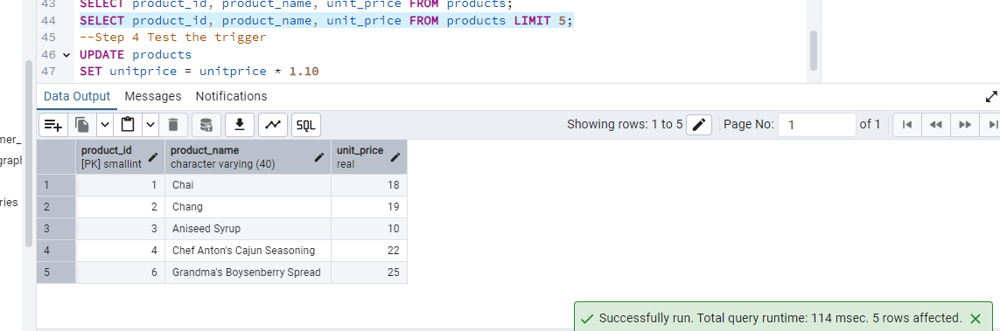 43 SELECT product_id, product_name, unit_price FROM products;
44 SELECT product_id, product_name, unit_price FROM products LIMIT 5;
45 --Step 4 Test the trigger
46 UPDATE products
47 SET unitprice = unitprice * 1.10
Data Output Messages Notifications
SQL Showing rows: 1 to 5 Page No: 1 of 1
mer_
grapl
ries
product_id product_name unit_price
[PK] smallint character varying (40) real
1 1 Chai 18
2 2 Chang 19
3 3 Aniseed Syrup 10
4 4 Chef Anton's Cajun Seasoning 22
5 6 Grandma's Boysenberry Spread 25
Successfully run. Total query runtime: 114 msec. 5 rows affected.